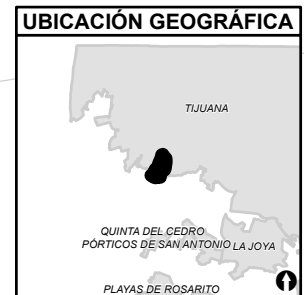 UBICACIÓN GEOGRÁFICA
TIJUANA
QUINTA DEL CEDRO
PÓRTICOS DE SAN ANTONIO LA JOYA
PLAYAS DE ROSARITO